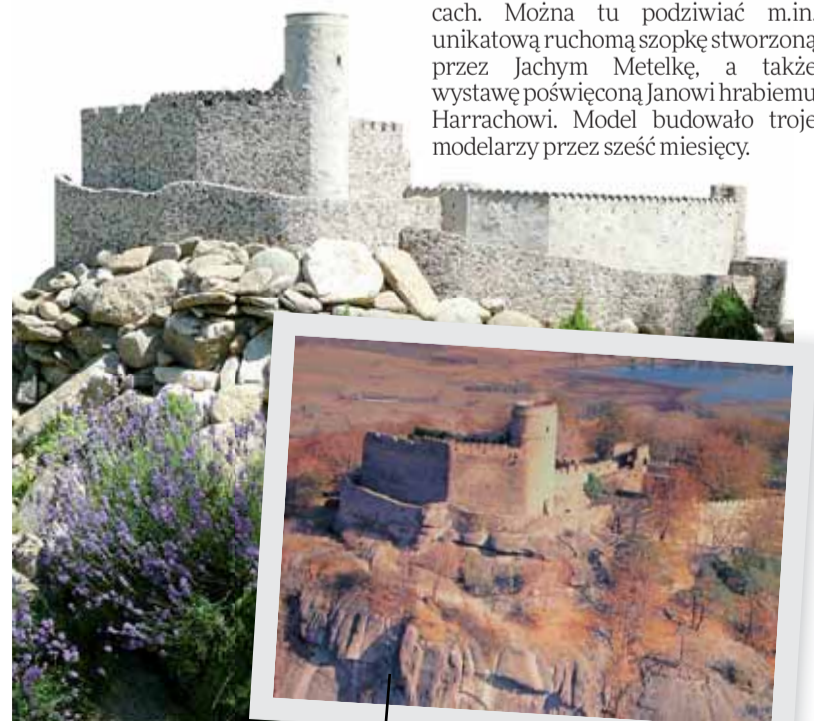 cach. Można tu podziwiać m.in.
unikatową ruchomą szopkę stworzoną
przez Jachym Metelkę, a także
wystawę poświęconą Janowi hrabiemu
Harrachowi. Model budowało troje
modelarzy przez sześć miesięcy.